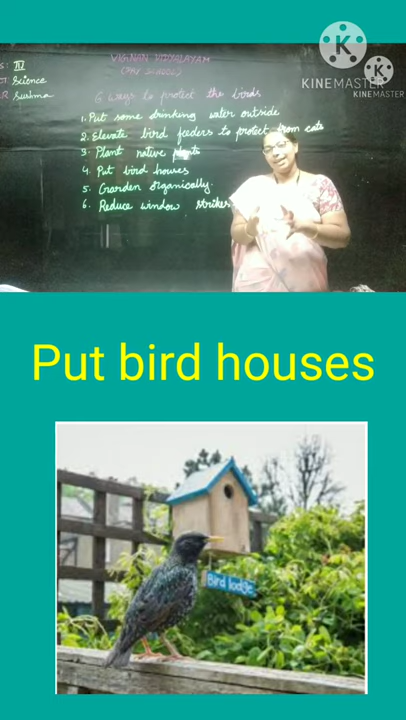 S: IV
Science
R Sushma
VIGNAN VIDYALAYAM
(MY SCHOOL)
6 ways to protect the birds
1. Put some drinking water outside
2. Elevate bird feeders to protect from cats
3. Plant native plants
4. Put bird houses
5. Garden organically.
6. Reduce window strikes
K
KINEMASTER
K
KINEMASTER
Put bird houses
Bird lodge